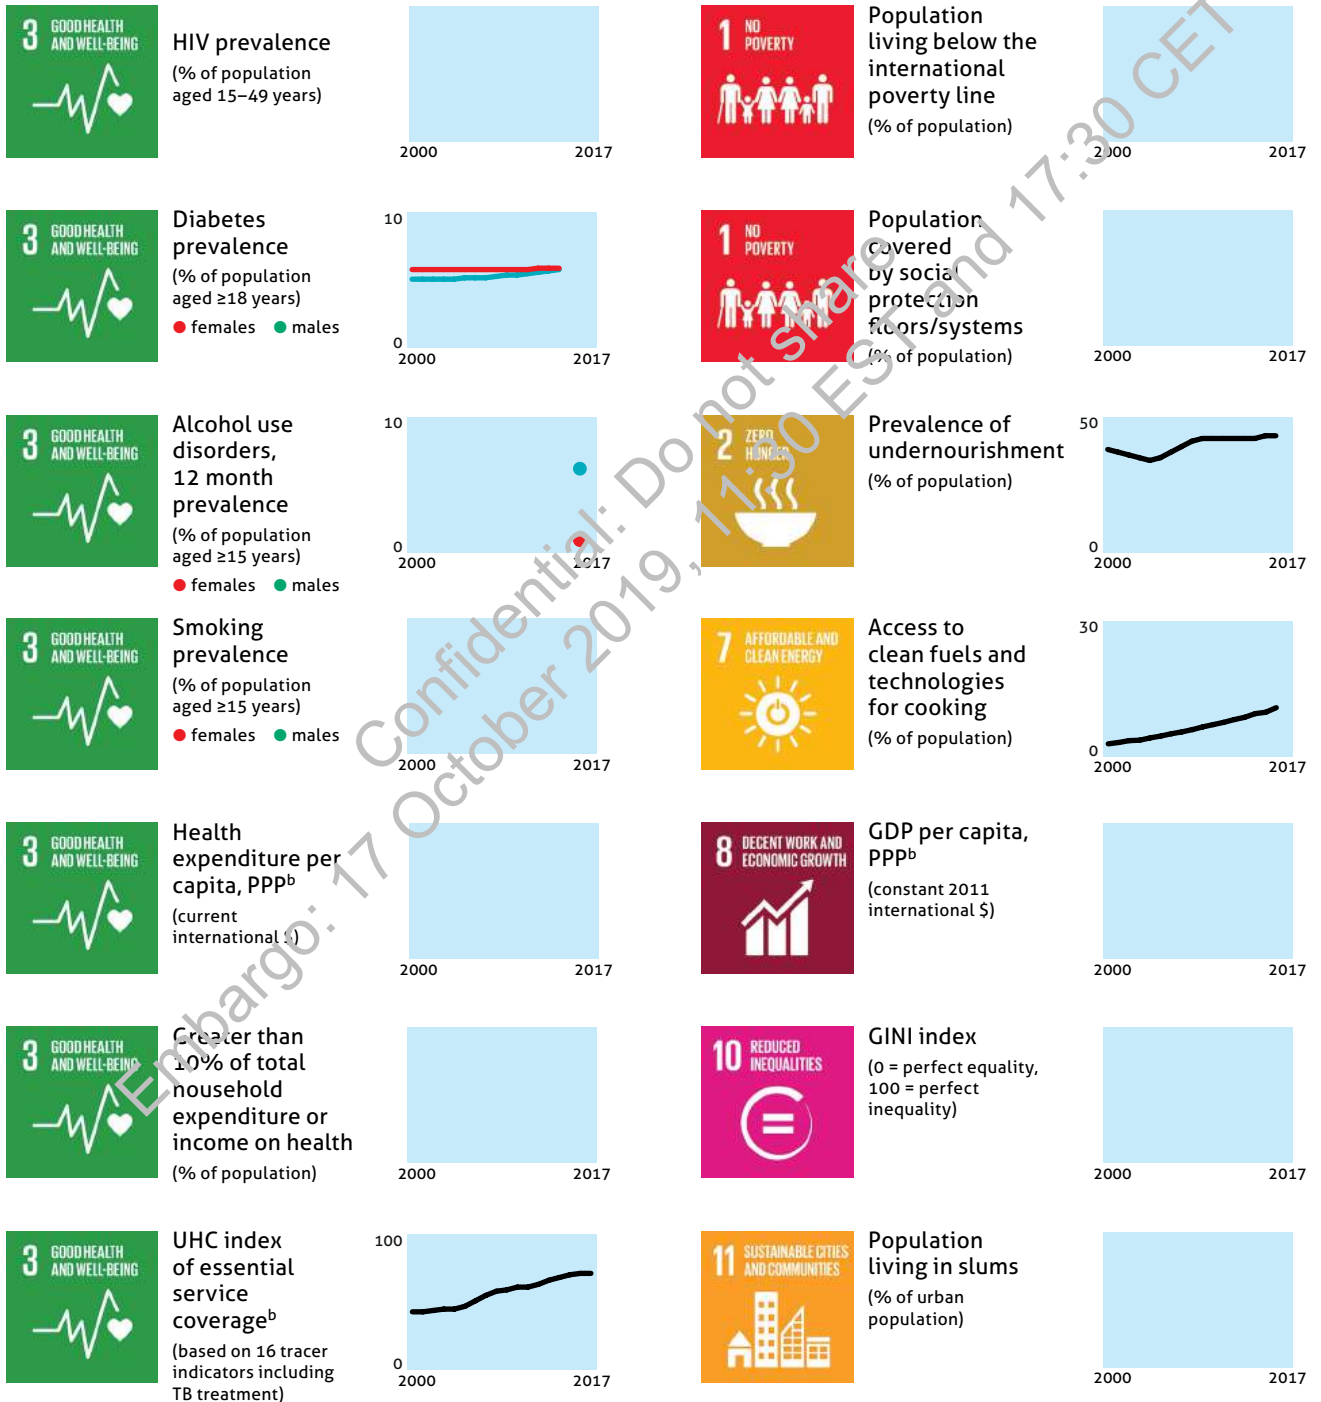 3 GOOD HEALTH
AND WELL-BEING
HIV prevalence
(% of population
aged 15–49 years)
2000 2017
1 NO
POVERTY
Population
living below the
international
poverty line
(% of population)
2000 2017
3 GOOD HEALTH
AND WELL-BEING
Diabetes
prevalence
(% of population
aged ≥18 years)
● females ● males
10
0
2000 2017
1 NO
POVERTY
Population
covered
by social
protection
floors/systems
(% of population)
2000 2017
3 GOOD HEALTH
AND WELL-BEING
Alcohol use
disorders,
12 month
prevalence
(% of population
aged ≥15 years)
● females ● males
10
0
2000 2017
2 ZERO
HUNGER
Prevalence of
undernourishment
(% of population)
50
0
2000 2017
3 GOOD HEALTH
AND WELL-BEING
Smoking
prevalence
(% of population
aged ≥15 years)
● females ● males
2000 2017
7 AFFORDABLE AND
CLEAN ENERGY
Access to
clean fuels and
technologies
for cooking
(% of population)
30
0
2000 2017
3 GOOD HEALTH
AND WELL-BEING
Health
expenditure per
capita, PPPᵇ
(current
international $)
2000 2017
8 DECENT WORK AND
ECONOMIC GROWTH
GDP per capita,
PPPᵇ
(constant 2011
international $)
2000 2017
3 GOOD HEALTH
AND WELL-BEING
Greater than
10% of total
household
expenditure or
income on health
(% of population)
2000 2017
10 REDUCED
INEQUALITIES
GINI index
(0 = perfect equality,
100 = perfect
inequality)
2000 2017
3 GOOD HEALTH
AND WELL-BEING
UHC index
of essential
service
coverageᵇ
(based on 16 tracer
indicators including
TB treatment)
100
0
2000 2017
11 SUSTAINABLE CITIES
AND COMMUNITIES
Population
living in slums
(% of urban
population)
2000 2017
Confidential: Do not share
Embargo: 17 October 2019, 11:30 EST and 17:30 CET